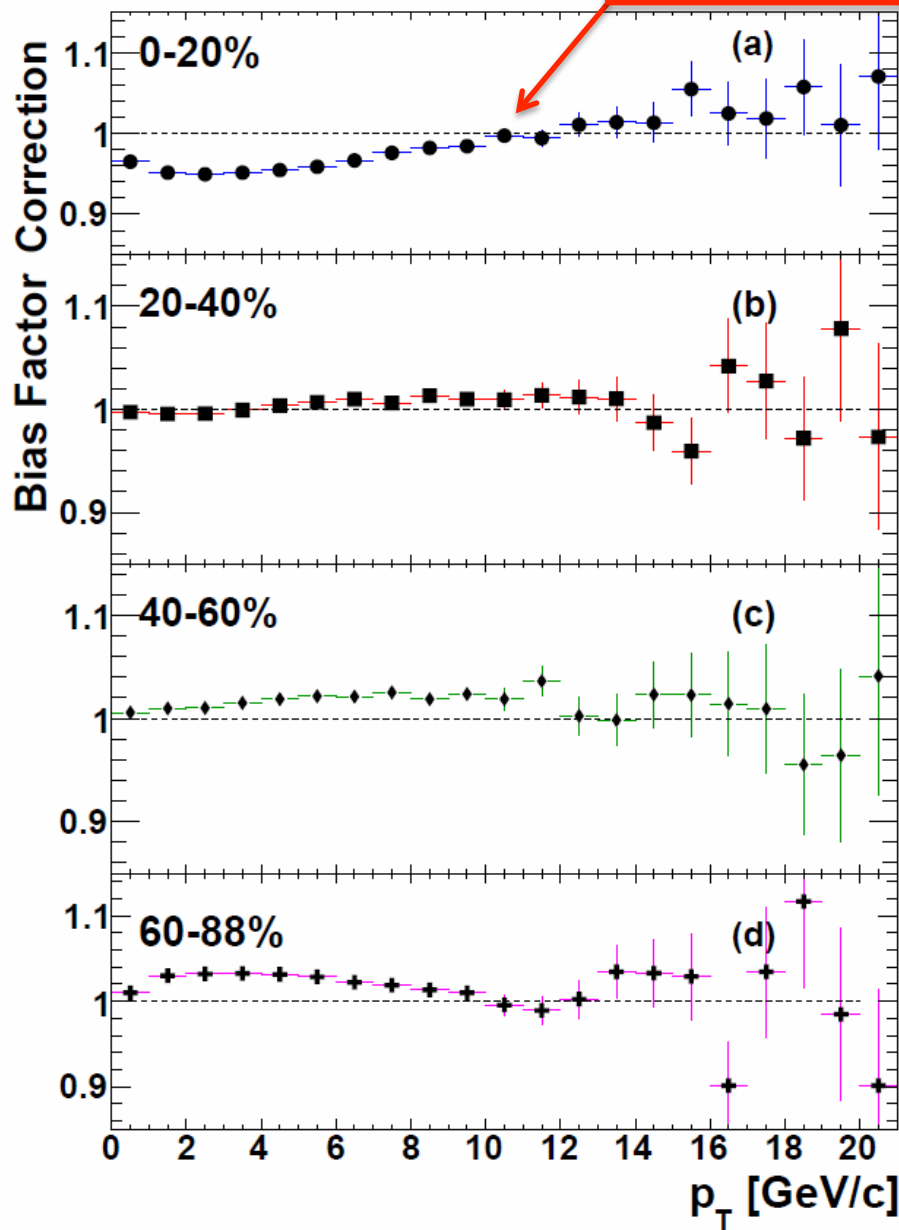 Bias Factor Correction
0-20%
(a)
1.1
1
0.9
20-40%
(b)
1.1
1
0.9
40-60%
(c)
1.1
1
0.9
60-88%
(d)
1.1
1
0.9
0 2 4 6 8 10 12 14 16 18 20
p_T [GeV/c]